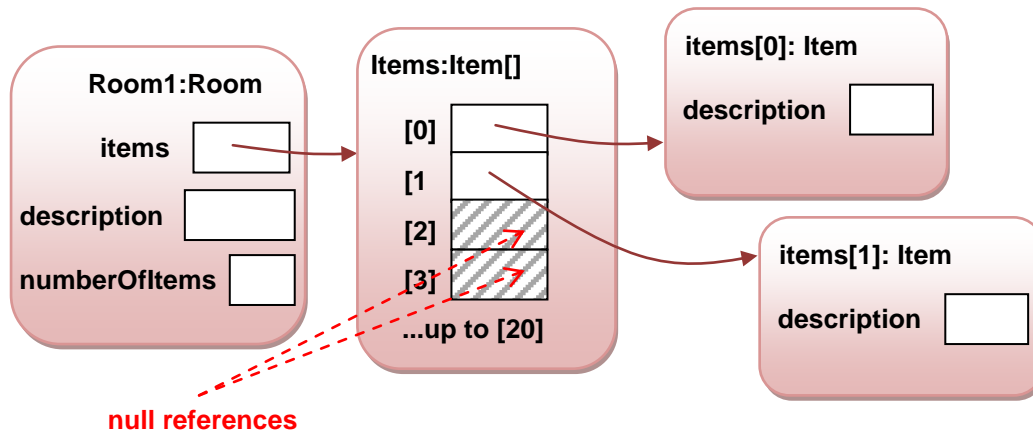 Room1:Room
items
description
numberOfItems
Items:Item[]
[0]
[1
[2]
[3]
...up to [20]
items[0]: Item
description
items[1]: Item
description
null references